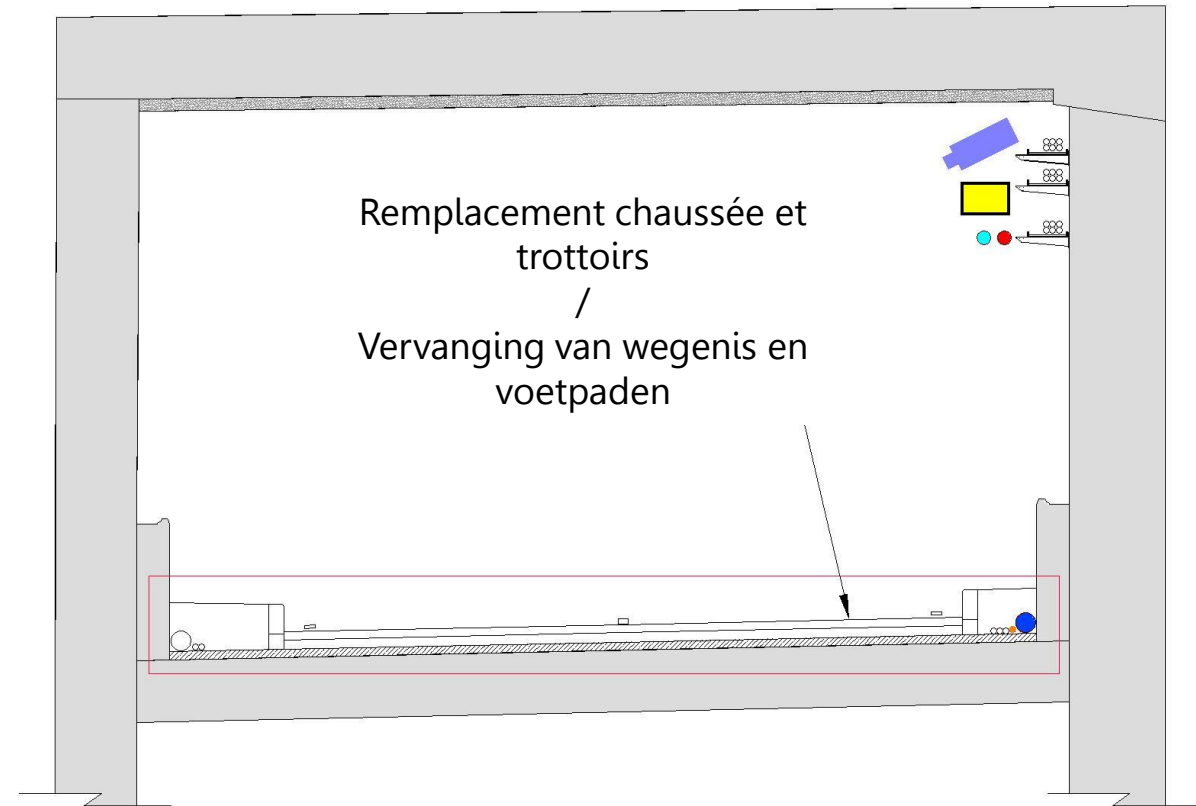 Remplacement chaussée et
trottoirs
/
Vervanging van wegenis en
voetpaden